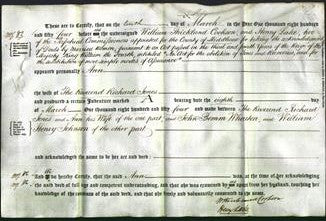 These are to Certify, that on the tenth day of March in the Year One thousand eight hundred
and fifty four before us the undersigned William Strickland Cookson, and Henry Lake,
two of the Perpetual Commissioners appointed for the County of Middlesex for taking the acknowledgments
of Deeds by Married Women, pursuant to an Act passed in the third and fourth Years of the Reign of His
Majesty King William the Fourth, intituled "An Act for the abolition of Fines and Recoveries, and for
the substitution of more simple modes of Assurance"
appeared personally Ann
the Wife of The Reverend Richard Jones
and produced a certain Indenture marked A bearing date the eighth day
of March One thousand eight hundred and fifty four and made between The Reverend Richard
Jones and Ann his Wife of the one part, and John and William
Henry Johnson of the other part
and acknowledged the same to be her act and deed:
And we do hereby certify that the said Ann was at
the time of her acknowledging
the said deed of full age and competent understanding, and that she was examined by us apart from her husband, touching her
knowledge of the contents of the said deed, and that she freely and voluntarily consented to the same.
W Strickland Cookson
Henry Lake